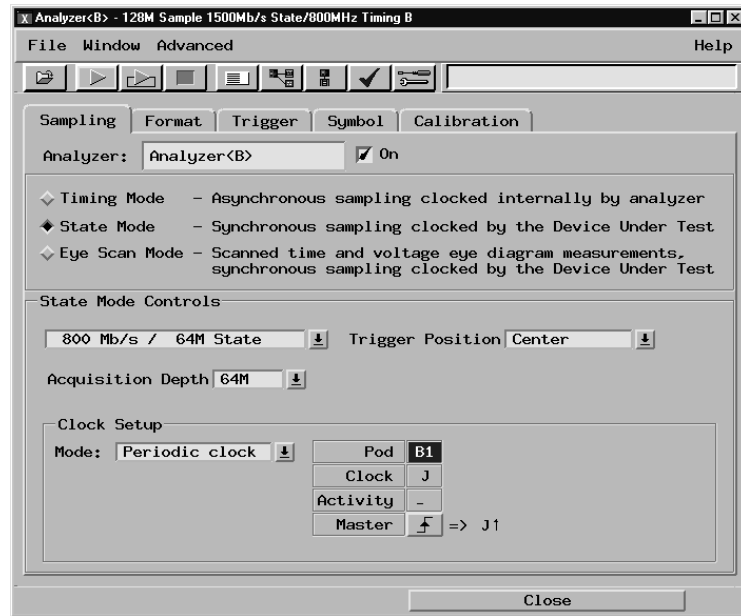 Analyzer<B> - 128M Sample 1500Mb/s State/800MHz Timing B
File Window Advanced Help
Sampling Format Trigger Symbol Calibration
Analyzer: Analyzer<B> On
Timing Mode - Asynchronous sampling clocked internally by analyzer
State Mode - Synchronous sampling clocked by the Device Under Test
Eye Scan Mode - Scanned time and voltage eye diagram measurements,
synchronous sampling clocked by the Device Under Test
State Mode Controls
800 Mb/s / 64M State Trigger Position Center
Acquisition Depth 64M
Clock Setup
Mode: Periodic clock Pod B1
Clock J
Activity -
Master => J↑
Close